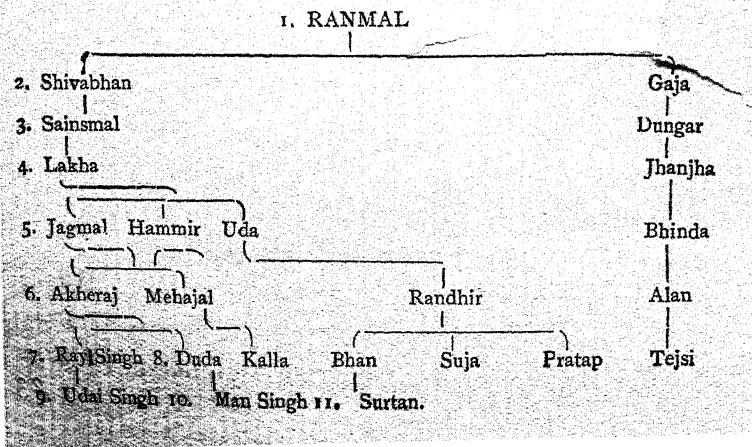 1. RANMAL
2. Shivabhan Gaja
3. Sainsmal Dungar
4. Lakha Jhanjha
5. Jagmal Hammir Uda Bhinda
6. Akheraj Mehajal Randhir Alan
7. Ray Singh 8. Duda Kalla Bhan Suja Pratap Tejsi
9. Udai Singh 10. Man Singh 11. Surtan.